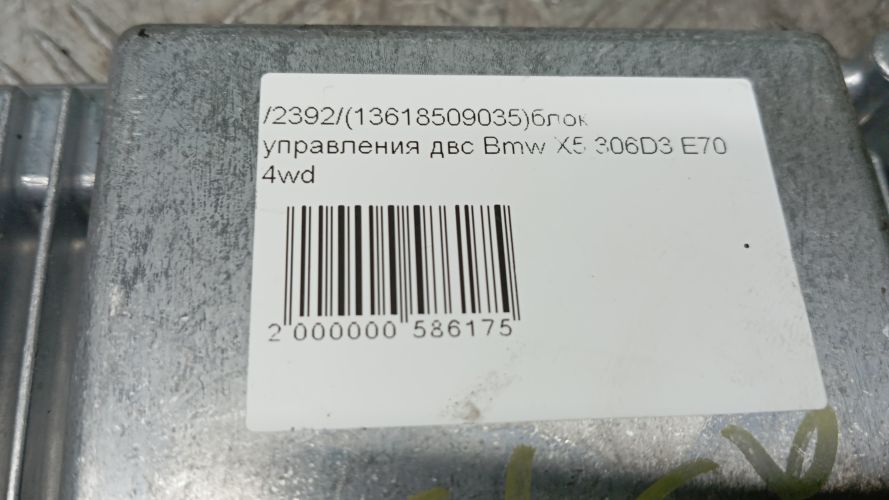 /2392/(13618509035)блок
управления двс Bmw X5 306D3 E70
4wd
2 000000 586175